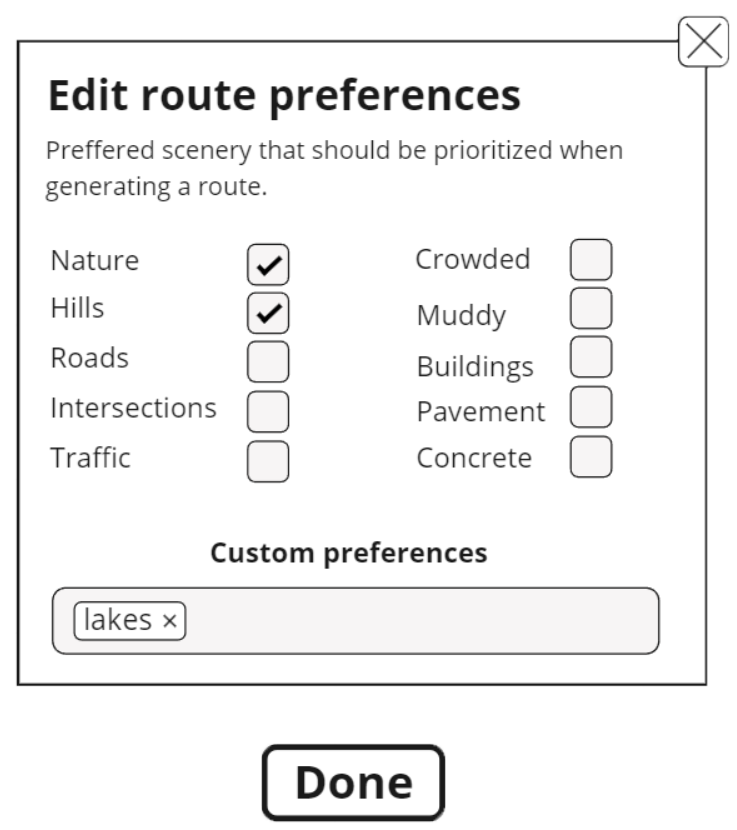 Edit route preferences
Preffered scenery that should be prioritized when
generating a route.
Nature
Hills
Roads
Intersections
Traffic
Crowded
Muddy
Buildings
Pavement
Concrete
Custom preferences
lakes ×
Done